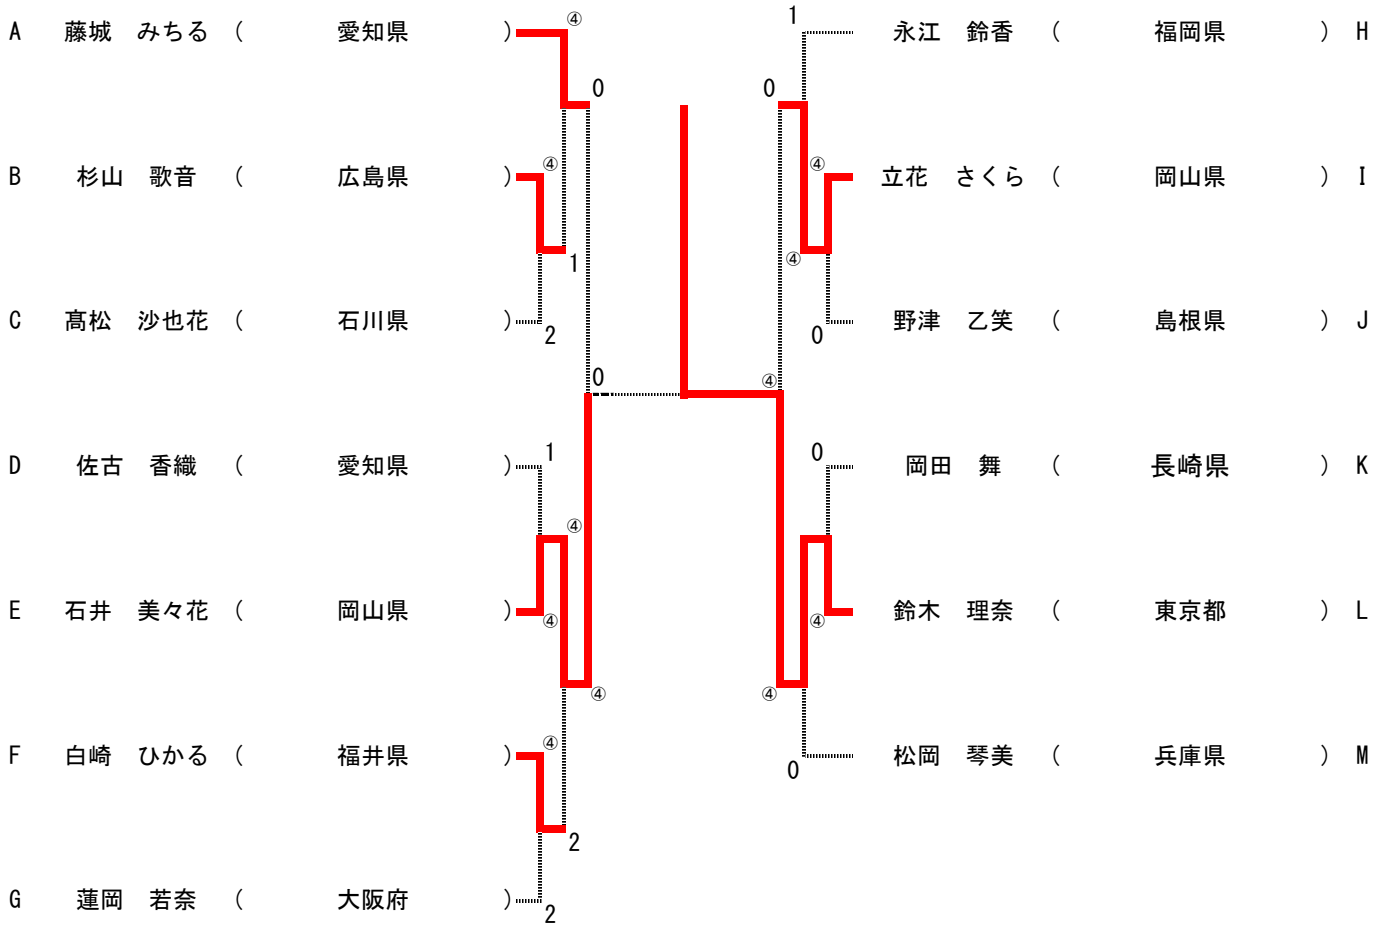 A 藤城 みちる ( 愛知県 ) ④ 1 永江 鈴香 ( 福岡県 ) H
0 0
B 杉山 歌音 ( 広島県 ) ④ ④ 立花 さくら ( 岡山県 ) I
1 ④
C 髙松 沙也花 ( 石川県 ) 2 0 野津 乙笑 ( 島根県 ) J
0 ④
D 佐古 香織 ( 愛知県 ) 1 0 岡田 舞 ( 長崎県 ) K
④
E 石井 美々花 ( 岡山県 ) ④ ④ 鈴木 理奈 ( 東京都 ) L
④ ④
F 白崎 ひかる ( 福井県 ) ④ 0 松岡 琴美 ( 兵庫県 ) M
2
G 蓮岡 若奈 ( 大阪府 ) 2